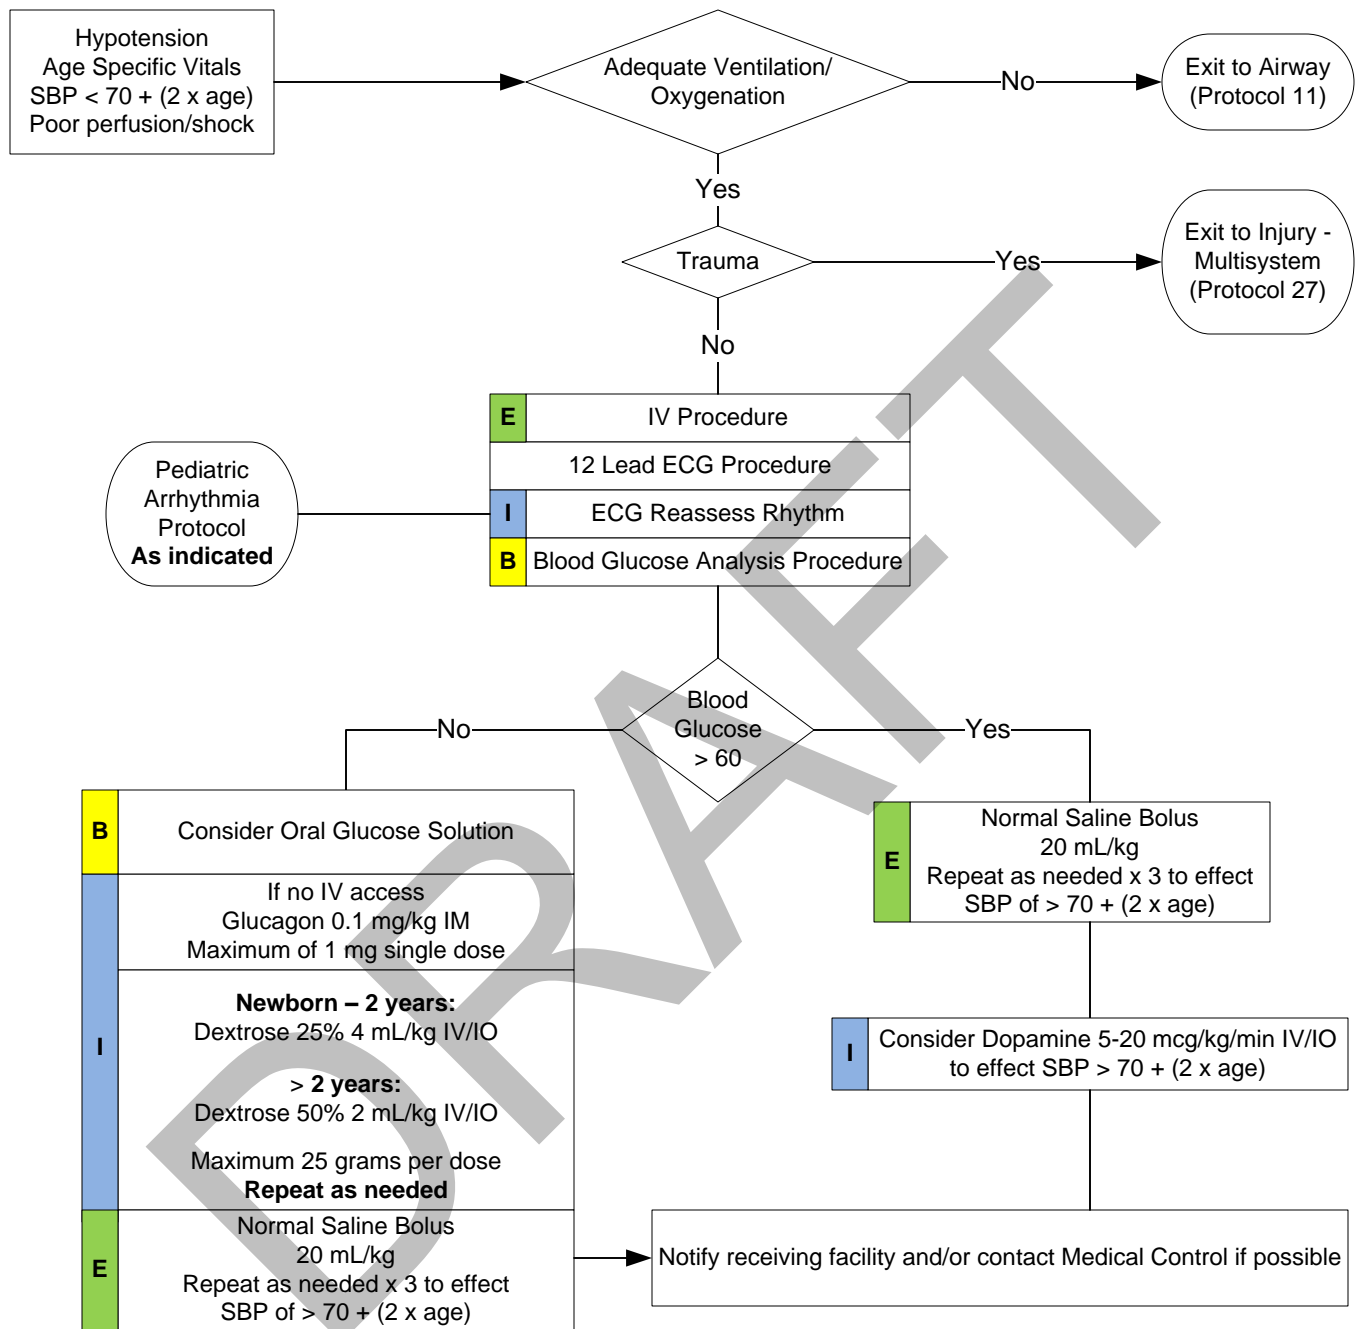 Hypotension
Age Specific Vitals
SBP < 70 + (2 x age)
Poor perfusion/shock
Adequate Ventilation/
Oxygenation
No
Exit to Airway
(Protocol 11)
Yes
Trauma
Yes
Exit to Injury -
Multisystem
(Protocol 27)
No
E
IV Procedure
12 Lead ECG Procedure
I
ECG Reassess Rhythm
B
Blood Glucose Analysis Procedure
Pediatric
Arrhythmia
Protocol
As indicated
Blood
Glucose
> 60
No
Yes
B
Consider Oral Glucose Solution
I
If no IV access
Glucagon 0.1 mg/kg IM
Maximum of 1 mg single dose
Newborn – 2 years:
Dextrose 25% 4 mL/kg IV/IO
> 2 years:
Dextrose 50% 2 mL/kg IV/IO
Maximum 25 grams per dose
Repeat as needed
E
Normal Saline Bolus
20 mL/kg
Repeat as needed x 3 to effect
SBP of > 70 + (2 x age)
E
Normal Saline Bolus
20 mL/kg
Repeat as needed x 3 to effect
SBP of > 70 + (2 x age)
I
Consider Dopamine 5-20 mcg/kg/min IV/IO
to effect SBP > 70 + (2 x age)
Notify receiving facility and/or contact Medical Control if possible
DRAFT